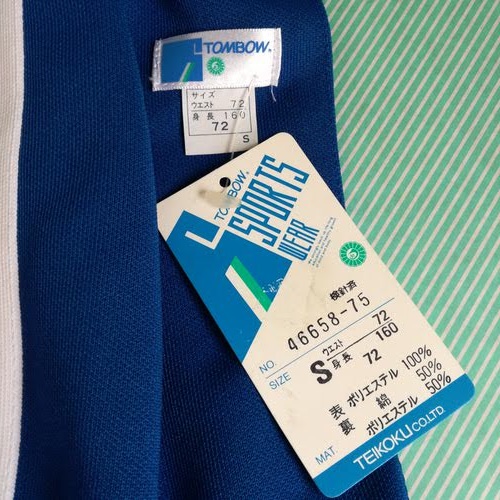 TOMBOW.
サイズ
ウエスト 72
身長 160
72
S
TOMBOW.
SPORTS
WEAR
検針済
NO. 46658-75
SIZE S ウエスト 72
身長 160
72
表 ポリエステル 100%
裏 綿 50%
ポリエステル 50%
MAT.
TEIKOKU CO.,LTD.